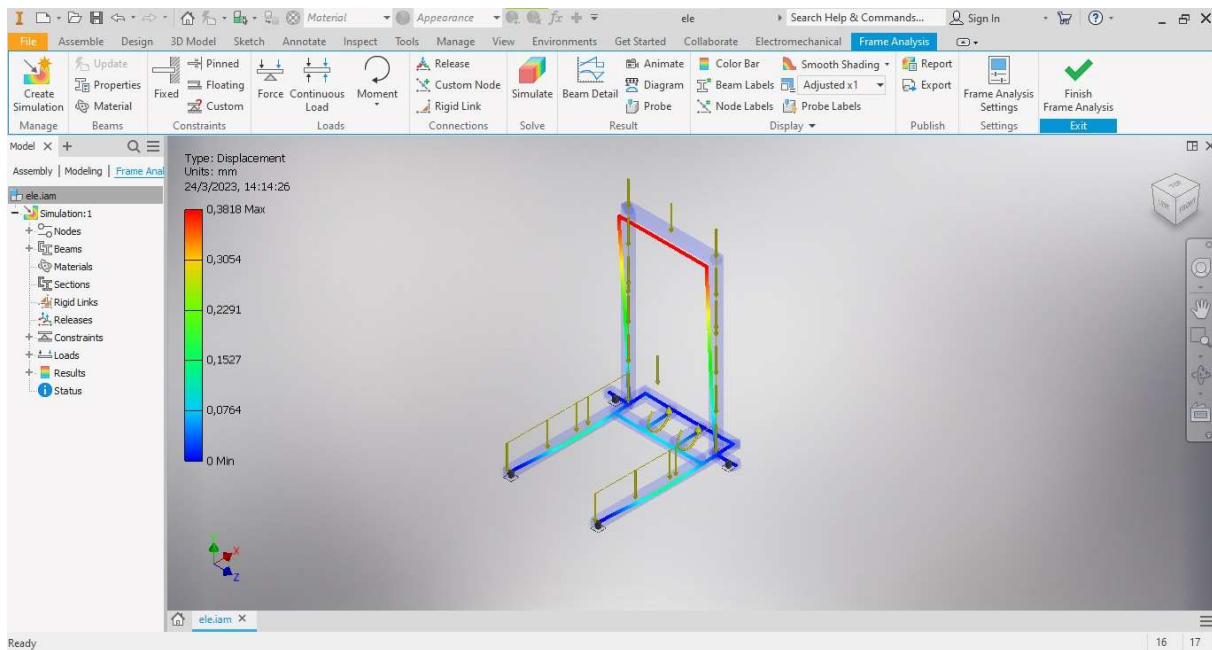 Material
Appearance
fx
ele
Search Help & Commands...
Sign In
File Assemble Design 3D Model Sketch Annotate Inspect Tools Manage View Environments Get Started Collaborate Electromechanical Frame Analysis
Create Simulation
Update
Properties
Material
Fixed
Pinned
Floating
Custom
Force
Continuous Load
Moment
Release
Custom Node
Rigid Link
Simulate
Beam Detail
Animate
Diagram
Probe
Color Bar
Beam Labels
Node Labels
Smooth Shading
Adjusted x1
Probe Labels
Report
Export
Frame Analysis Settings
Finish Frame Analysis
Manage Beams Constraints Loads Connections Solve Result Display Publish Settings Exit
Model
Assembly | Modeling | Frame Anal
ele.iam
Simulation:1
Nodes
Beams
Materials
Sections
Rigid Links
Releases
Constraints
Loads
Results
Status
Type: Displacement
Units: mm
24/3/2023, 14:14:26
0,3818 Max
0,3054
0,2291
0,1527
0,0764
0 Min
TOP
FRONT
X
Z
ele.iam
Ready
16 17